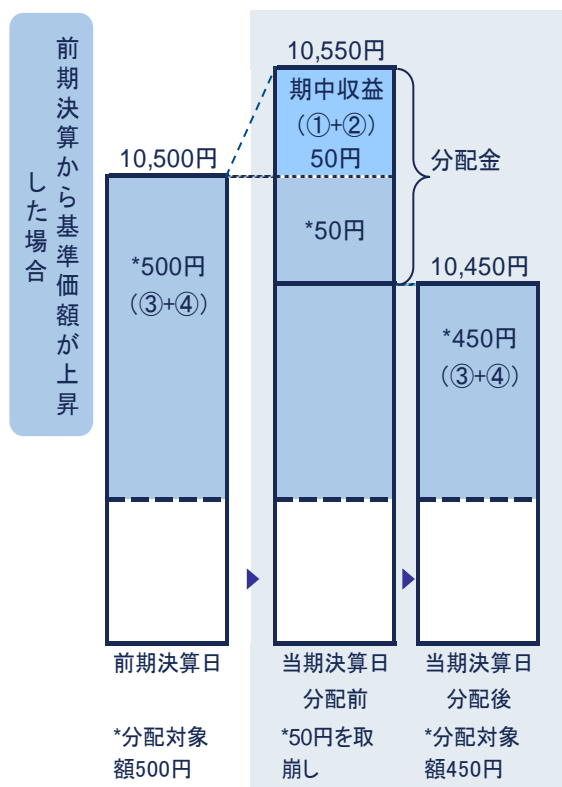 前期決算から基準価額が上昇
した場合
10,500円
*500円
（③+④）
10,550円
期中収益
（①+②）
50円
*50円
分配金
10,450円
*450円
（③+④）
前期決算日
当期決算日
分配前
当期決算日
分配後
*分配対象
額500円
*50円を取
崩し
*分配対象
額450円